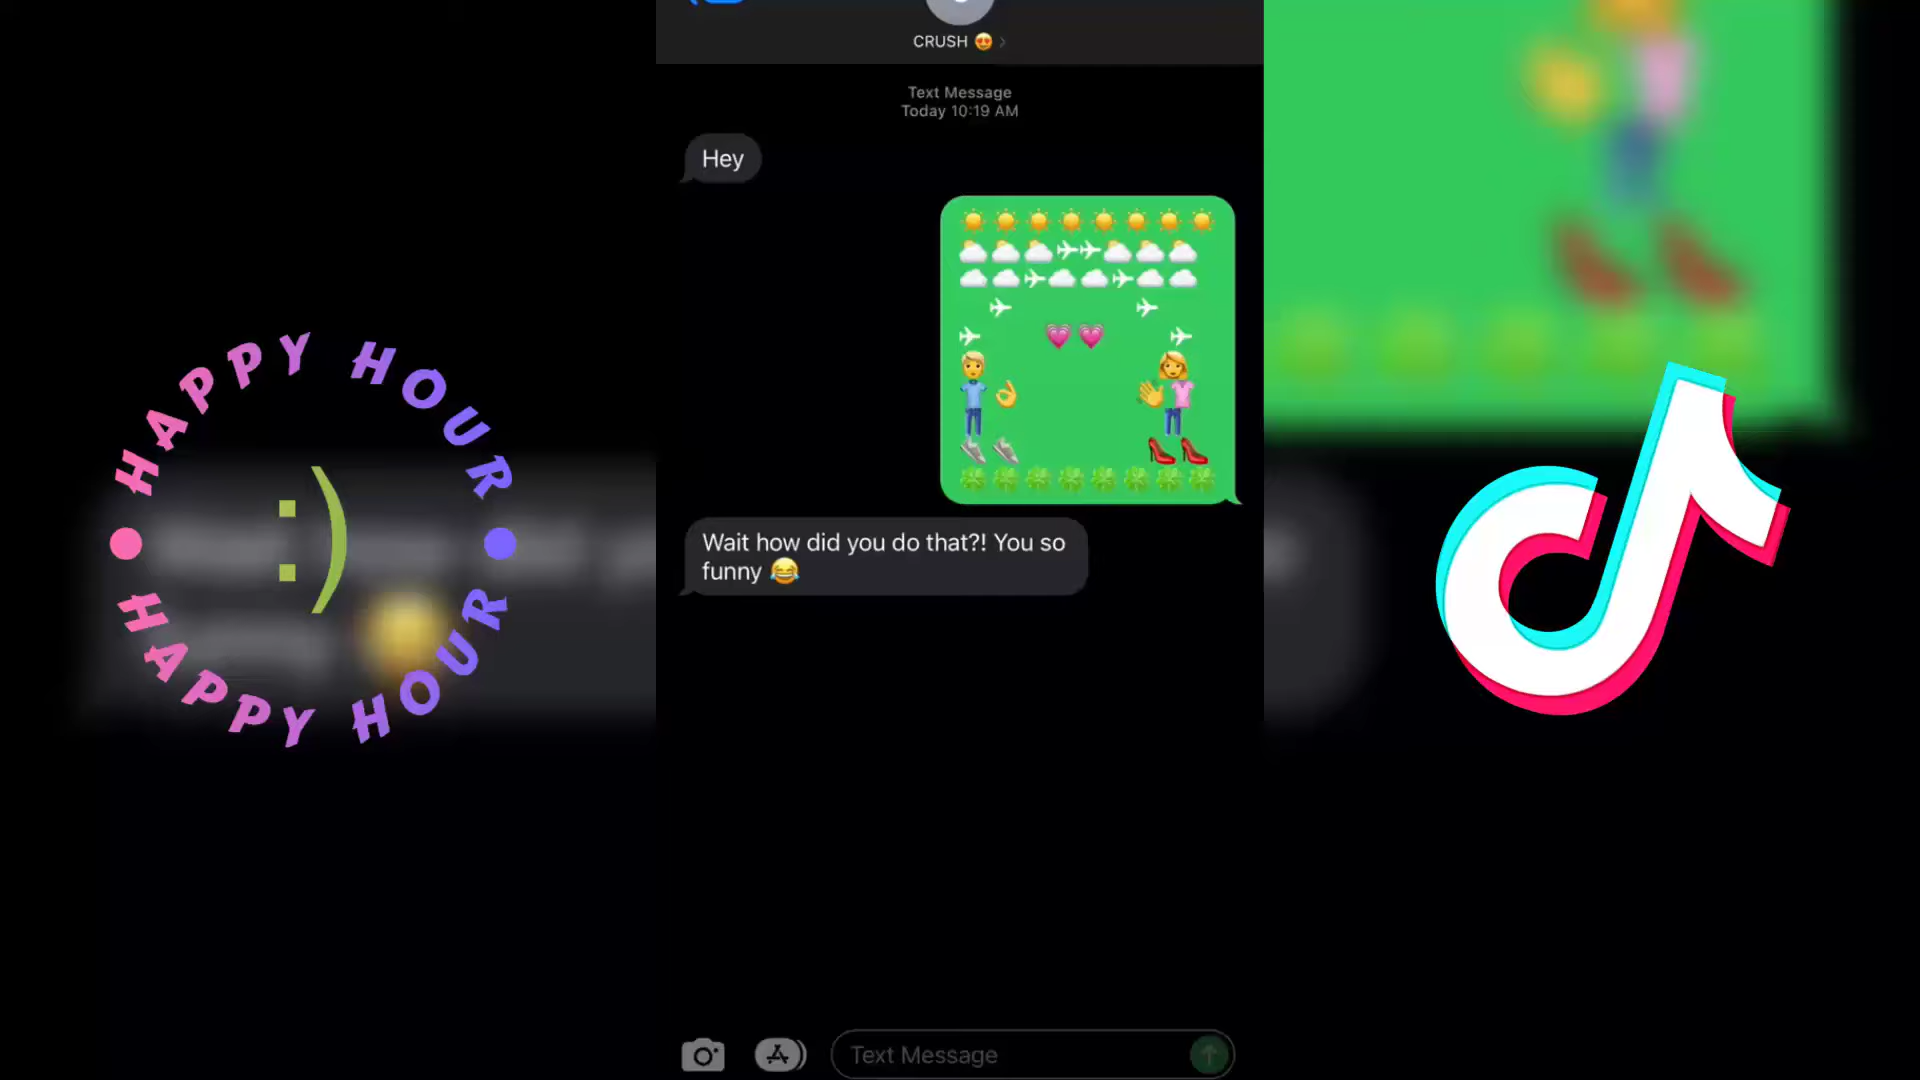 CRUSH 😍 ›
Text Message
Today 10:19 AM
Hey
Wait how did you do that?! You so
funny 😂
Text Message
HAPPY HOUR
:)
HAPPY HOUR